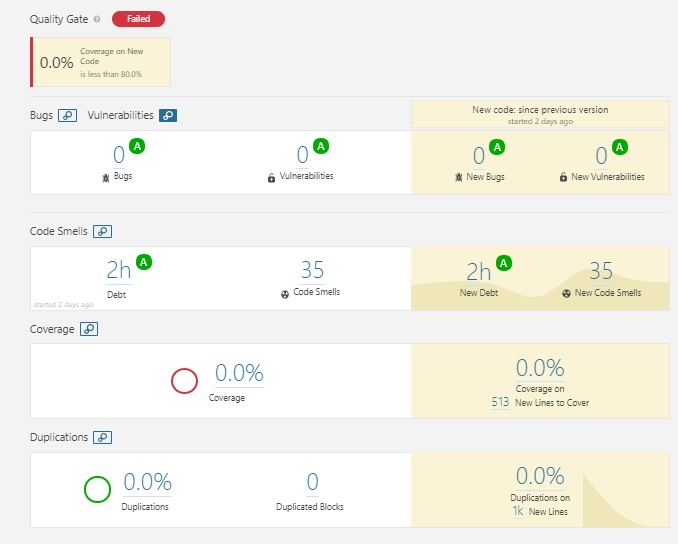 Quality Gate Failed
0.0% Coverage on New
Code
is less than 80.0%
Bugs Vulnerabilities
New code: since previous version
started 2 days ago
0 A
Bugs
0 A
Vulnerabilities
0 A
New Bugs
0 A
New Vulnerabilities
Code Smells
2h A
Debt
started 2 days ago
35
Code Smells
2h A
New Debt
35
New Code Smells
Coverage
0.0%
Coverage
0.0%
Coverage on
513 New Lines to Cover
Duplications
0.0%
Duplications
0
Duplicated Blocks
0.0%
Duplications on
1k New Lines